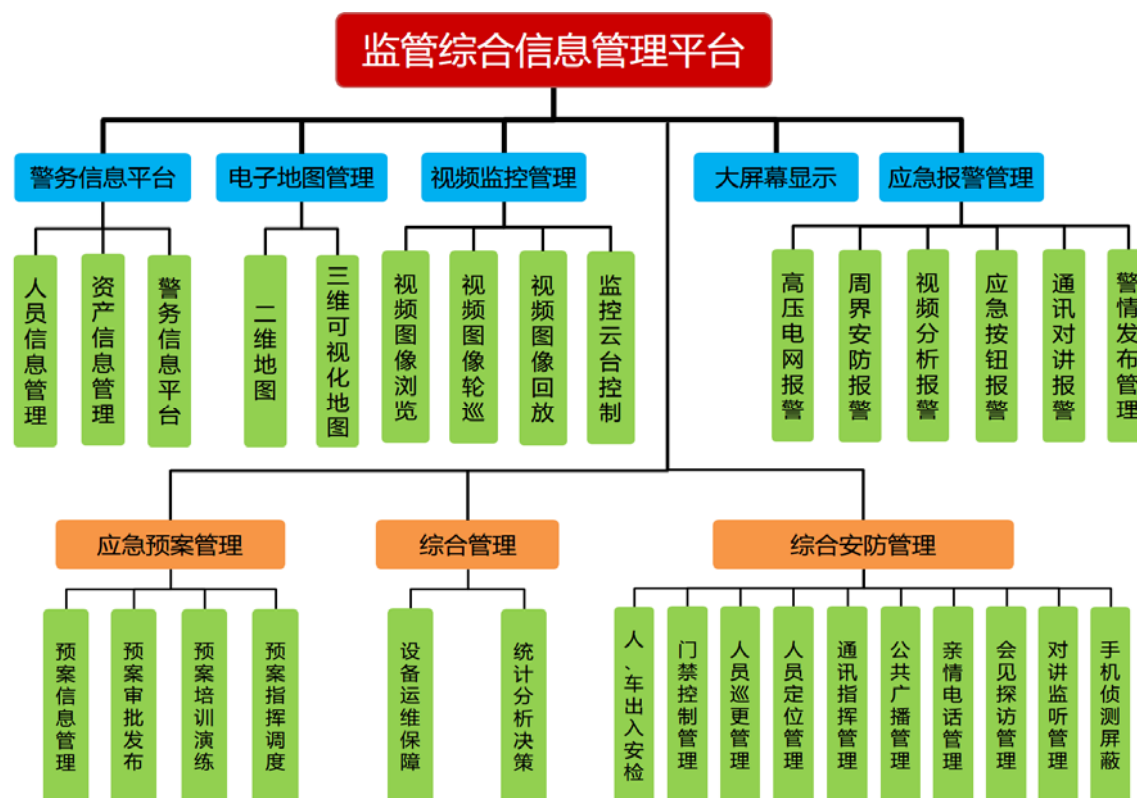 监管综合信息管理平台
警务信息平台
电子地图管理
视频监控管理
大屏幕显示
应急报警管理
人员信息管理
资产信息管理
警务信息平台
二维地图
三维可视化地图
视频图像浏览
视频图像轮巡
视频图像回放
监控云台控制
高压电网报警
周界安防报警
视频分析报警
应急按钮报警
通讯对讲报警
警情发布管理
应急预案管理
综合管理
综合安防管理
预案信息管理
预案审批发布
预案培训演练
预案指挥调度
设备运维保障
统计分析决策
人、车出入安检
门禁控制管理
人员巡更管理
人员定位管理
通讯指挥管理
公共广播管理
亲情电话管理
会见探访管理
对讲监听管理
手机侦测屏蔽